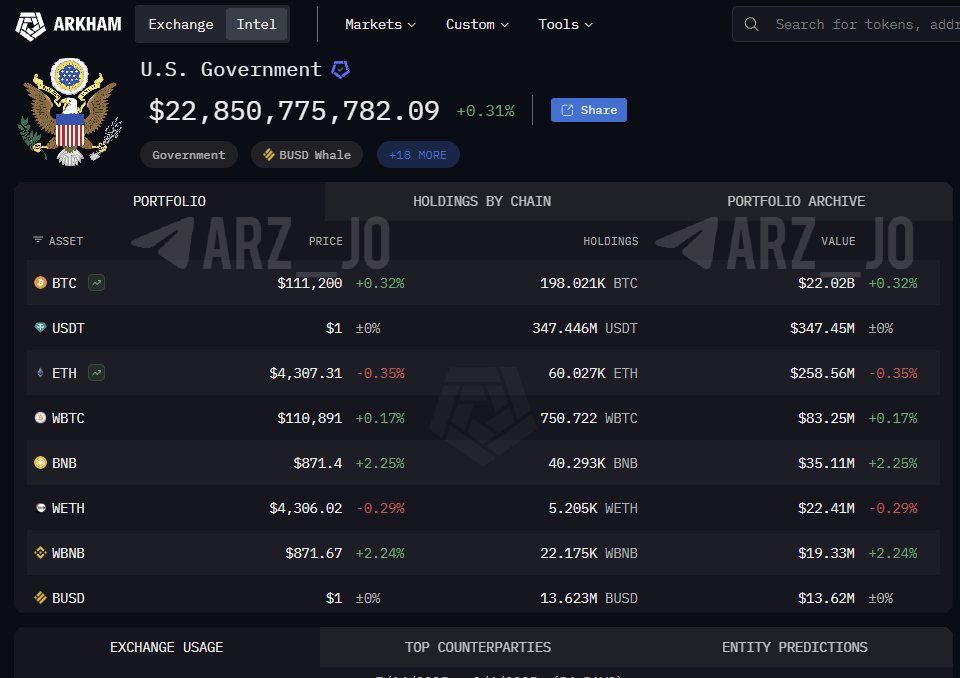 ARKHAM Exchange Intel Markets Custom Tools Search for tokens, addr
U.S. Government
$22,850,775,782.09 +0.31% Share
Government BUSD Whale +18 MORE
PORTFOLIO HOLDINGS BY CHAIN PORTFOLIO ARCHIVE
ARZ_JO ARZ_JO
ASSET PRICE HOLDINGS VALUE
BTC $111,200 +0.32% 198.021K BTC $22.02B +0.32%
USDT $1 ±0% 347.446M USDT $347.45M ±0%
ETH $4,307.31 -0.35% 60.027K ETH $258.56M -0.35%
WBTC $110,891 +0.17% 750.722 WBTC $83.25M +0.17%
BNB $871.4 +2.25% 40.293K BNB $35.11M +2.25%
WETH $4,306.02 -0.29% 5.205K WETH $22.41M -0.29%
WBNB $871.67 +2.24% 22.175K WBNB $19.33M +2.24%
BUSD $1 ±0% 13.623M BUSD $13.62M ±0%
EXCHANGE USAGE TOP COUNTERPARTIES ENTITY PREDICTIONS